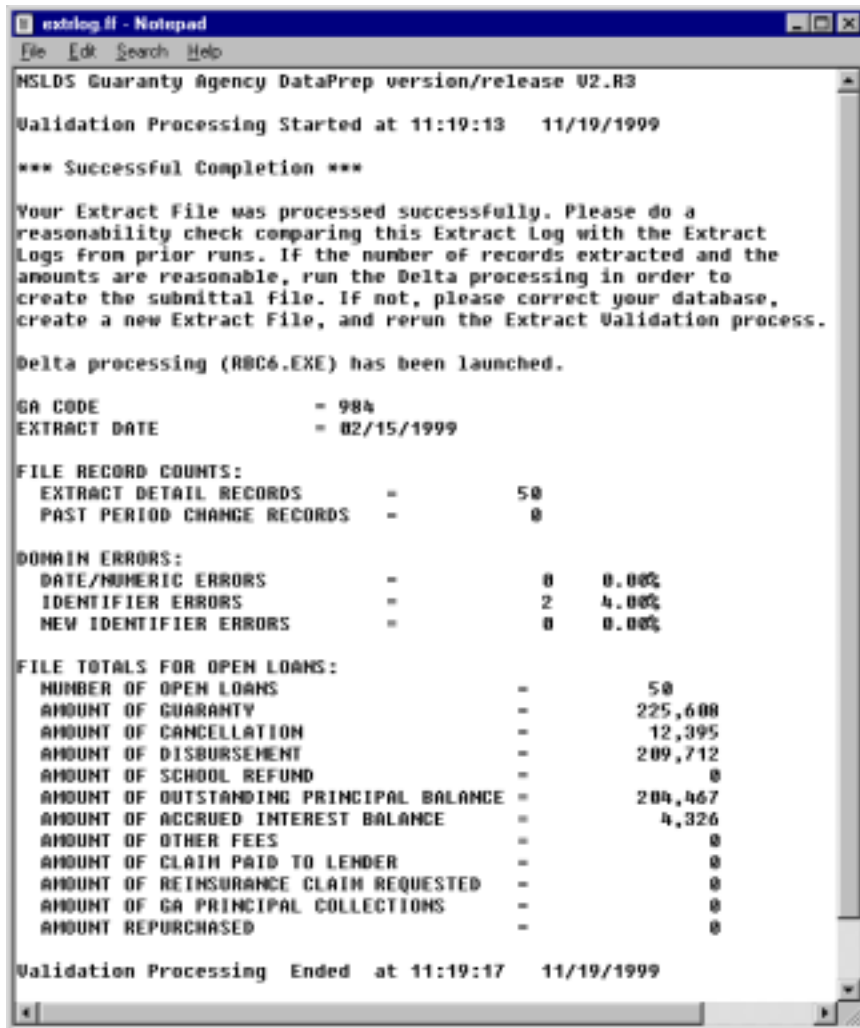 extrlog.ff - Notepad
File Edit Search Help
NSLDS Guaranty Agency DataPrep version/release V2.R3
Validation Processing Started at 11:19:13 11/19/1999
*** Successful Completion ***
Your Extract File was processed successfully. Please do a
reasonability check comparing this Extract Log with the Extract
Logs from prior runs. If the number of records extracted and the
amounts are reasonable, run the Delta processing in order to
create the submittal file. If not, please correct your database,
create a new Extract File, and rerun the Extract Validation process.
Delta processing (RBC6.EXE) has been launched.
GA CODE = 984
EXTRACT DATE = 02/15/1999
FILE RECORD COUNTS:
EXTRACT DETAIL RECORDS = 50
PAST PERIOD CHANGE RECORDS = 0
DOMAIN ERRORS:
DATE/NUMERIC ERRORS = 0 0.00%
IDENTIFIER ERRORS = 2 4.00%
NEW IDENTIFIER ERRORS = 0 0.00%
FILE TOTALS FOR OPEN LOANS:
NUMBER OF OPEN LOANS = 50
AMOUNT OF GUARANTY = 225,608
AMOUNT OF CANCELLATION = 12,395
AMOUNT OF DISBURSEMENT = 209,712
AMOUNT OF SCHOOL REFUND = 0
AMOUNT OF OUTSTANDING PRINCIPAL BALANCE = 204,467
AMOUNT OF ACCRUED INTEREST BALANCE = 4,326
AMOUNT OF OTHER FEES = 0
AMOUNT OF CLAIM PAID TO LENDER = 0
AMOUNT OF REINSURANCE CLAIM REQUESTED = 0
AMOUNT OF GA PRINCIPAL COLLECTIONS = 0
AMOUNT REPURCHASED = 0
Validation Processing Ended at 11:19:17 11/19/1999